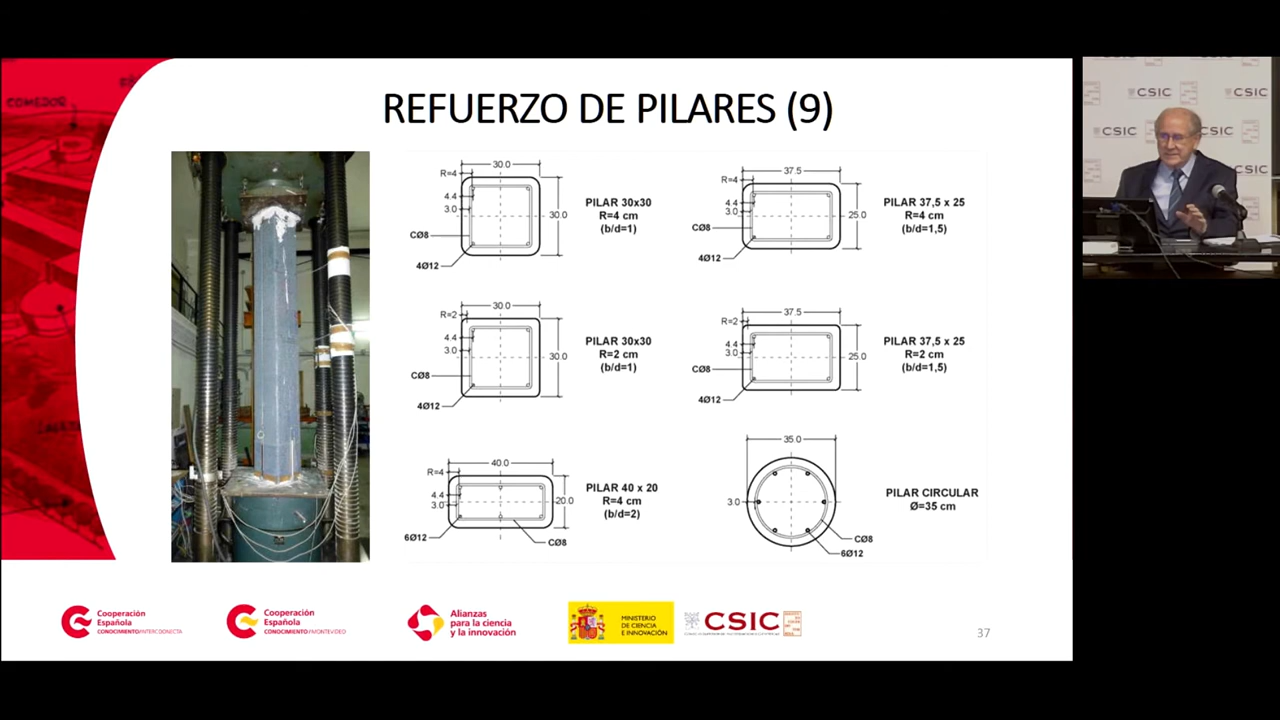 REFUERZO DE PILARES (9)
30.0
R=4
4.4
3.0
30.0
CØ8
4Ø12
PILAR 30x30
R=4 cm
(b/d=1)
37.5
R=4
4.4
3.0
25.0
CØ8
4Ø12
PILAR 37,5 x 25
R=4 cm
(b/d=1,5)
30.0
R=2
4.4
3.0
30.0
CØ8
4Ø12
PILAR 30x30
R=2 cm
(b/d=1)
37.5
R=2
4.4
3.0
25.0
CØ8
4Ø12
PILAR 37,5 x 25
R=2 cm
(b/d=1,5)
40.0
R=4
4.4
3.0
20.0
6Ø12
CØ8
PILAR 40 x 20
R=4 cm
(b/d=2)
35.0
3.0
CØ8
6Ø12
PILAR CIRCULAR
Ø=35 cm
Cooperación
Española
CONOCIMIENTO/INTERCOONECTA
Cooperación
Española
CONOCIMIENTO/MONTEVIDEO
Alianzas
para la ciencia
y la innovación
MINISTERIO
DE CIENCIA
E INNOVACIÓN
CSIC
37
CSIC
CSIC
CSIC
CSIC
CSIC
COMEDOR